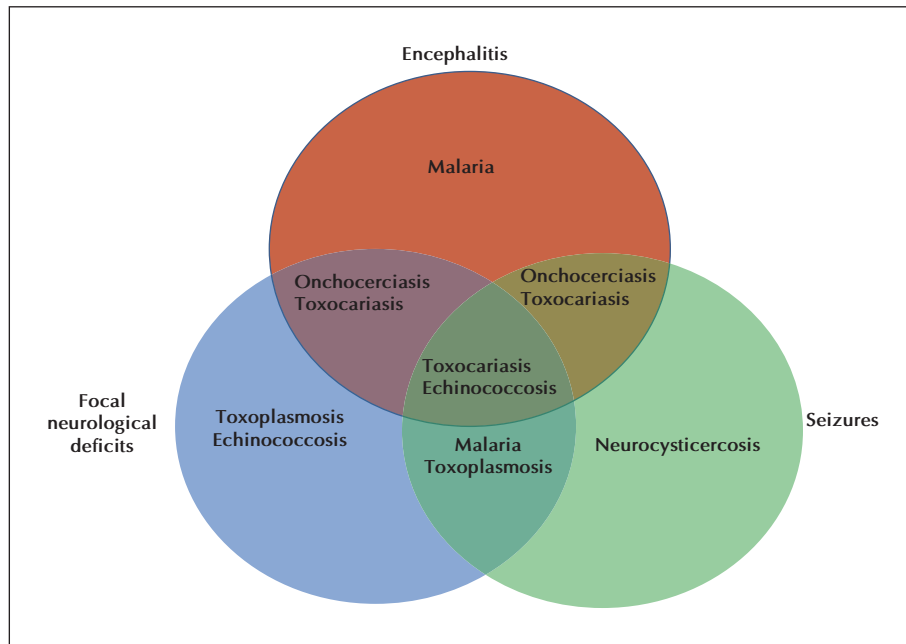 Encephalitis
Malaria
Onchocerciasis
Toxocariasis
Onchocerciasis
Toxocariasis
Toxocariasis
Echinococcosis
Focal
neurological
deficits
Toxoplasmosis
Echinococcosis
Malaria
Toxoplasmosis
Neurocysticercosis
Seizures